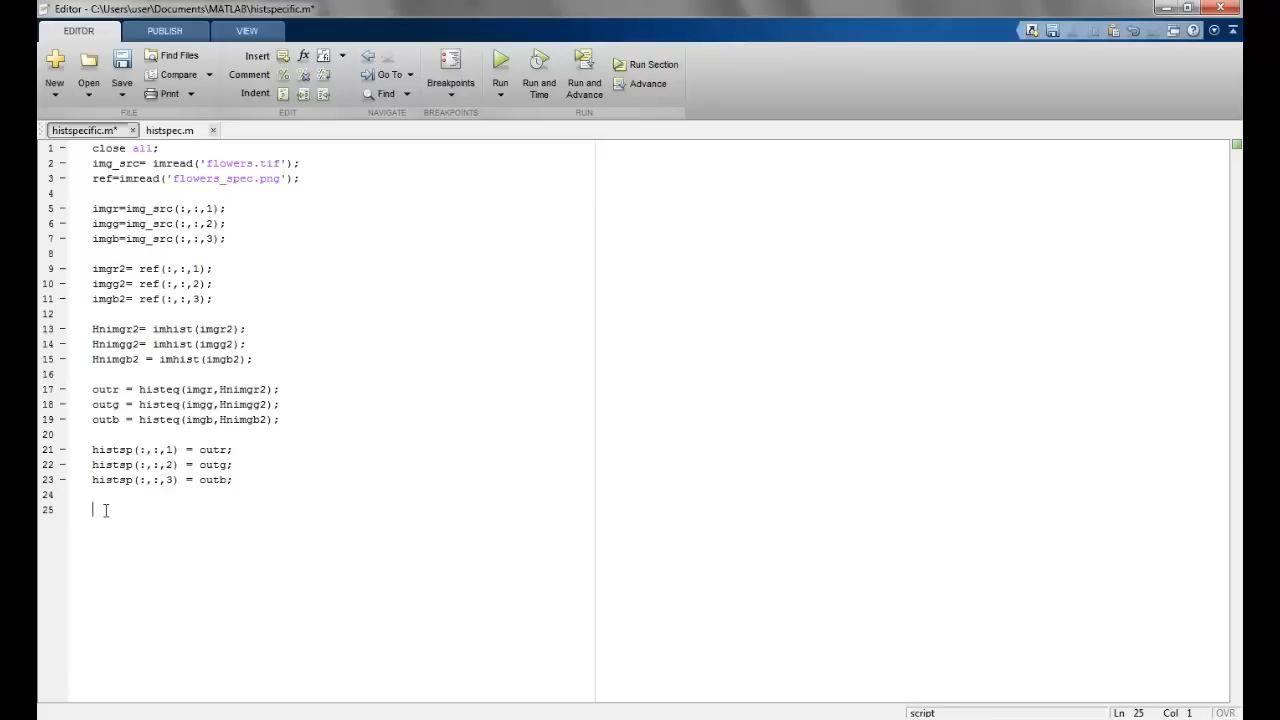 Editor - C:\Users\user\Documents\MATLAB\histspecific.m*
EDITOR PUBLISH VIEW
New Open Save Find Files Compare Print
Insert Comment Indent
Go To Find
Breakpoints
Run Run and Time Run and Advance Run Section Advance
FILE EDIT NAVIGATE BREAKPOINTS RUN
histspecific.m* histspec.m
1 close all;
2 img_src= imread('flowers.tif');
3 ref=imread('flowers_spec.png');
4
5 imgr=img_src(:,:,1);
6 imgg=img_src(:,:,2);
7 imgb=img_src(:,:,3);
8
9 imgr2= ref(:,:,1);
10 imgg2= ref(:,:,2);
11 imgb2= ref(:,:,3);
12
13 Hnimgr2= imhist(imgr2);
14 Hnimgg2= imhist(imgg2);
15 Hnimgb2 = imhist(imgb2);
16
17 outr = histeq(imgr,Hnimgr2);
18 outg = histeq(imgg,Hnimgg2);
19 outb = histeq(imgb,Hnimgb2);
20
21 histsp(:,:,1) = outr;
22 histsp(:,:,2) = outg;
23 histsp(:,:,3) = outb;
24
25
script Ln 25 Col 1 OVR